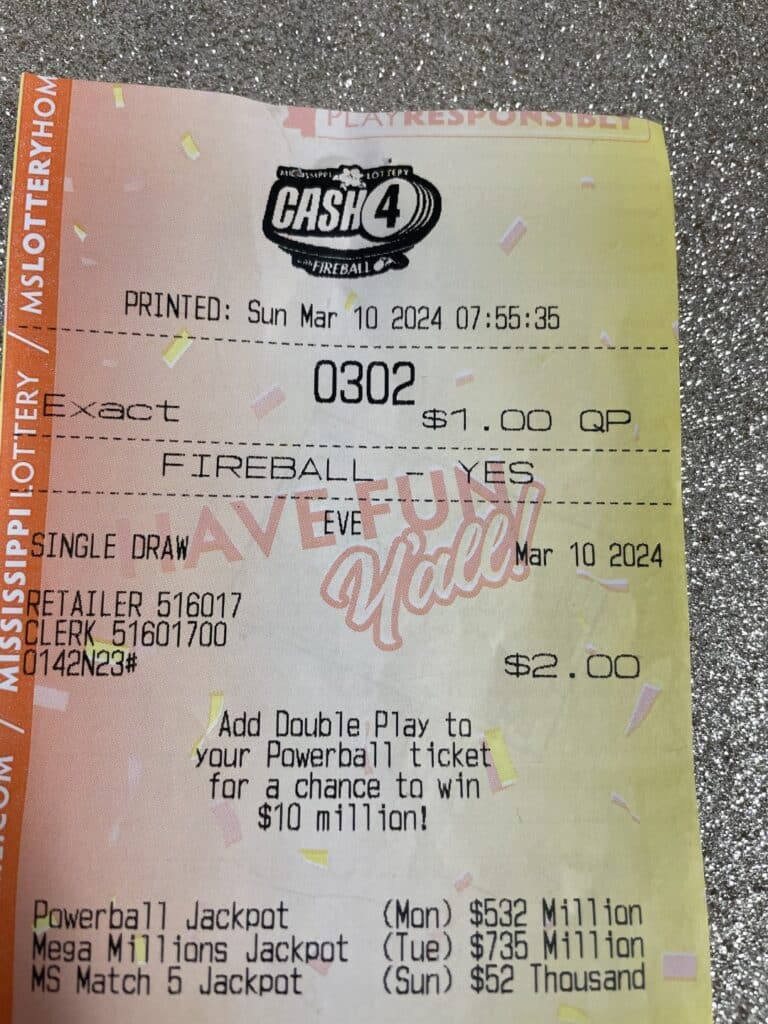 PLAY RESPONSIBLY
MISSISSIPPI LOTTERY
CASH 4
FIREBALL
PRINTED: Sun Mar 10 2024 07:55:35
0302
Exact $1.00 QP
FIREBALL - YES
HAVE FUN
Y'all!
EVE
SINGLE DRAW Mar 10 2024
RETAILER 516017
CLERK 51601700
0142N23# $2.00
Add Double Play to
your Powerball ticket
for a chance to win
$10 million!
Powerball Jackpot (Mon) $532 Million
Mega Millions Jackpot (Tue) $735 Million
MS Match 5 Jackpot (Sun) $52 Thousand
.COM / MISSISSIPPI LOTTERY / MSLOTTERYHOM